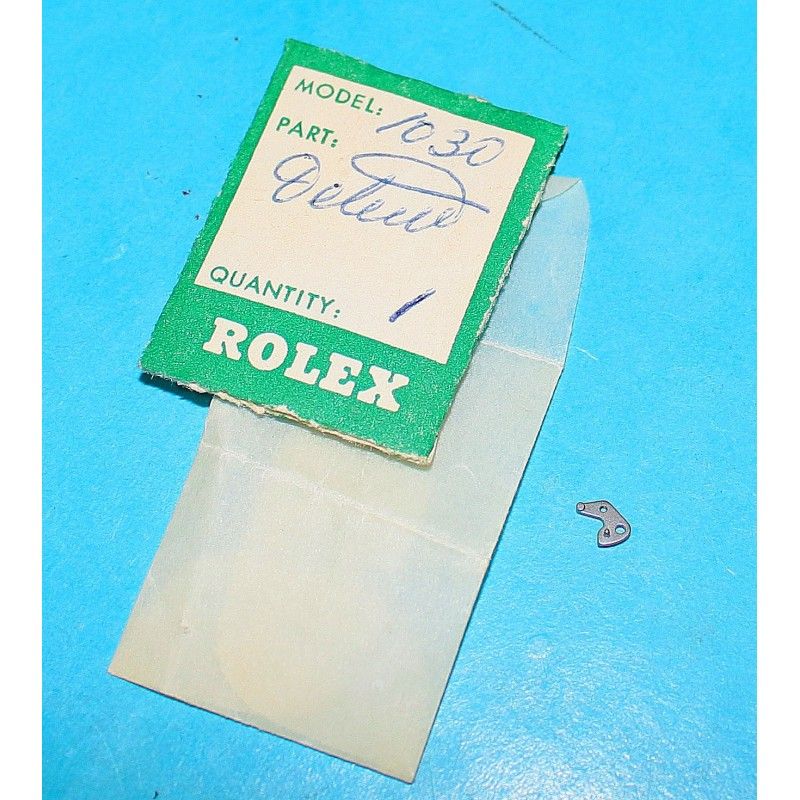 MODEL: 1030
PART:
Detent
QUANTITY: 1
ROLEX